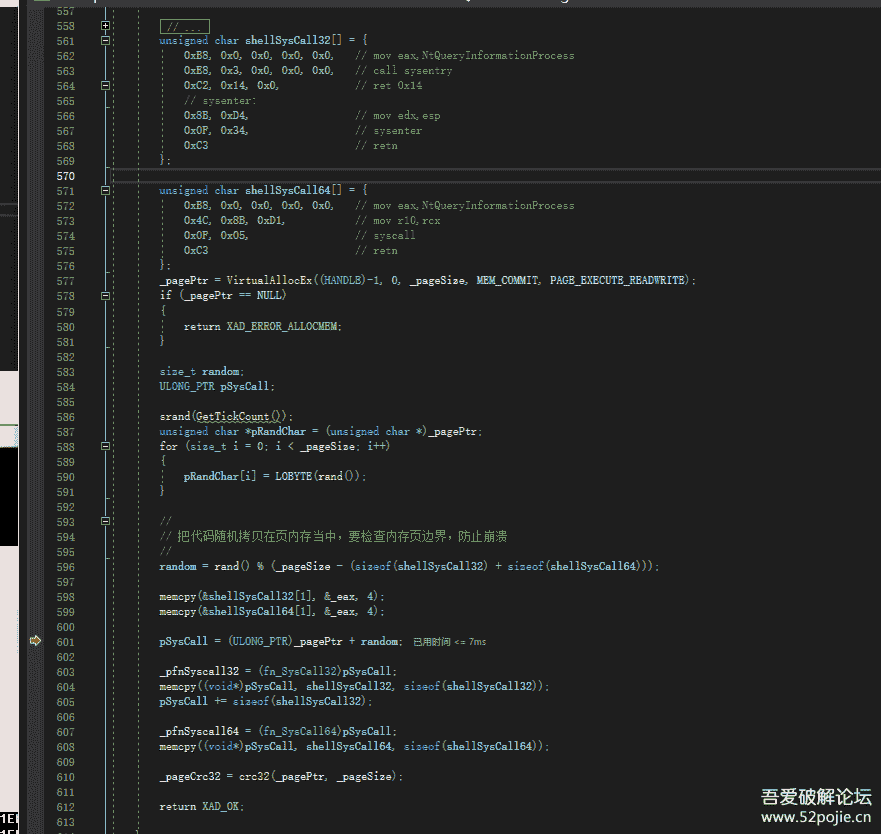 557
558 // ...
561 unsigned char shellSysCall32[] = {
562 0xB8, 0x0, 0x0, 0x0, 0x0, // mov eax,NtQueryInformationProcess
563 0xE8, 0x3, 0x0, 0x0, 0x0, // call sysentry
564 0xC2, 0x14, 0x0, // ret 0x14
565 // sysenter:
566 0x8B, 0xD4, // mov edx,esp
567 0x0F, 0x34, // sysenter
568 0xC3 // retn
569 };
570
571 unsigned char shellSysCall64[] = {
572 0xB8, 0x0, 0x0, 0x0, 0x0, // mov eax,NtQueryInformationProcess
573 0x4C, 0x8B, 0xD1, // mov r10,rcx
574 0x0F, 0x05, // syscall
575 0xC3 // retn
576 };
577 _pagePtr = VirtualAllocEx((HANDLE)-1, 0, _pageSize, MEM_COMMIT, PAGE_EXECUTE_READWRITE);
578 if (_pagePtr == NULL)
579 {
580 return XAD_ERROR_ALLOCMEM;
581 }
582
583 size_t random;
584 ULONG_PTR pSysCall;
585
586 srand(GetTickCount());
587 unsigned char *pRandChar = (unsigned char *)_pagePtr;
588 for (size_t i = 0; i < _pageSize; i++)
589 {
590 pRandChar[i] = LOBYTE(rand());
591 }
592
593 //
594 // 把代码随机拷贝在页内存当中，要检查内存页边界，防止崩溃
595 //
596 random = rand() % (_pageSize - (sizeof(shellSysCall32) + sizeof(shellSysCall64)));
597
598 memcpy(&shellSysCall32[1], &_eax, 4);
599 memcpy(&shellSysCall64[1], &_eax, 4);
600
601 pSysCall = (ULONG_PTR)_pagePtr + random; 已用时间 <= 7ms
602
603 _pfnSyscall32 = (fn_SysCall32)pSysCall;
604 memcpy((void*)pSysCall, shellSysCall32, sizeof(shellSysCall32));
605 pSysCall += sizeof(shellSysCall32);
606
607 _pfnSyscall64 = (fn_SysCall64)pSysCall;
608 memcpy((void*)pSysCall, shellSysCall64, sizeof(shellSysCall64));
609
610 _pageCrc32 = crc32(_pagePtr, _pageSize);
611
612 return XAD_OK;
613
吾爱破解论坛
www.52pojie.cn